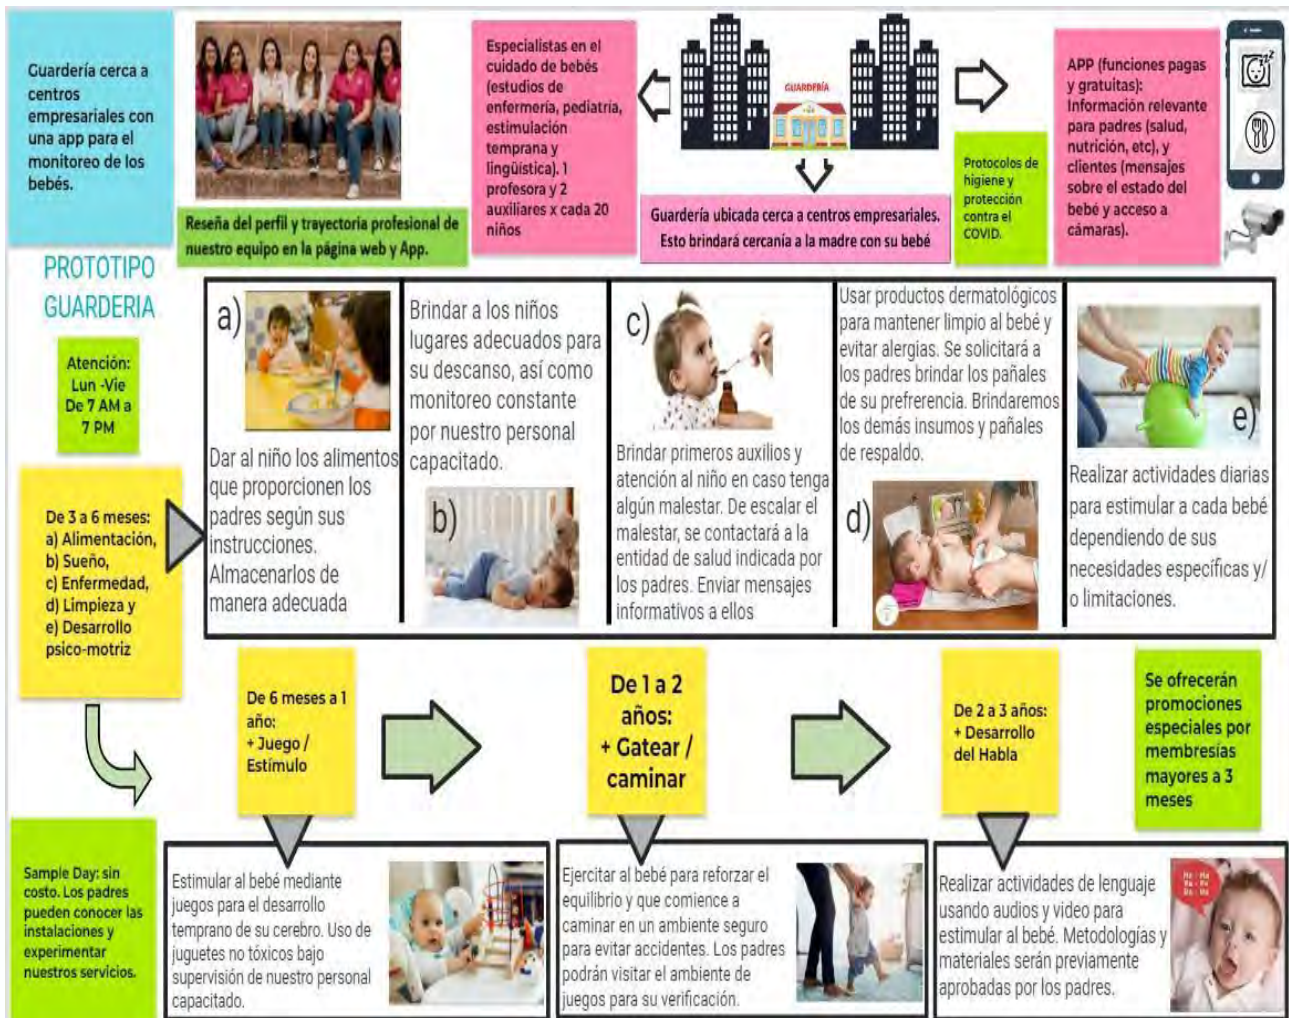 Guardería cerca a
centros
empresariales con
una app para el
monitoreo de los
bebés.
Reseña del perfil y trayectoria profesional de
nuestro equipo en la página web y App.
Especialistas en el
cuidado de bebés
(estudios de
enfermería, pediatría,
estimulación
temprana y
lingüística). 1
profesora y 2
auxiliares x cada 20
niños
GUARDERÍA
Guardería ubicada cerca a centros empresariales.
Esto brindará cercanía a la madre con su bebé
Protocolos de
higiene y
protección
contra el
COVID.
APP (funciones pagas
y gratuitas):
Información relevante
para padres (salud,
nutrición, etc), y
clientes (mensajes
sobre el estado del
bebé y acceso a
cámaras).
PROTOTIPO
GUARDERIA
Atención:
Lun -Vie
De 7 AM a
7 PM
De 3 a 6 meses:
a) Alimentación,
b) Sueño,
c) Enfermedad,
d) Limpieza y
e) Desarrollo
psico-motriz
a)
Dar al niño los alimentos
que proporcionen los
padres según sus
instrucciones.
Almacenarlos de
manera adecuada
Brindar a los niños
lugares adecuados para
su descanso, así como
monitoreo constante
por nuestro personal
capacitado.
b)
c)
Brindar primeros auxilios y
atención al niño en caso tenga
algún malestar. De escalar el
malestar, se contactará a la
entidad de salud indicada por
los padres. Enviar mensajes
informativos a ellos
Usar productos dermatológicos
para mantener limpio al bebé y
evitar alergias. Se solicitará a
los padres brindar los pañales
de su prefrerencia. Brindaremos
los demás insumos y pañales
de respaldo.
d)
e)
Realizar actividades diarias
para estimular a cada bebé
dependiendo de sus
necesidades específicas y/
o limitaciones.
De 6 meses a 1
año:
+ Juego /
Estímulo
De 1 a 2
años:
+ Gatear /
caminar
De 2 a 3 años:
+ Desarrollo
del Habla
Se ofrecerán
promociones
especiales por
membresías
mayores a 3
meses
Sample Day: sin
costo. Los padres
pueden conocer las
instalaciones y
experimentar
nuestros servicios.
Estimular al bebé mediante
juegos para el desarrollo
temprano de su cerebro. Uso de
juguetes no tóxicos bajo
supervisión de nuestro personal
capacitado.
Ejercitar al bebé para reforzar el
equilibrio y que comience a
caminar en un ambiente seguro
para evitar accidentes. Los padres
podrán visitar el ambiente de
juegos para su verificación.
Realizar actividades de lenguaje
usando audios y video para
estimular al bebé. Metodologías y
materiales serán previamente
aprobadas por los padres.